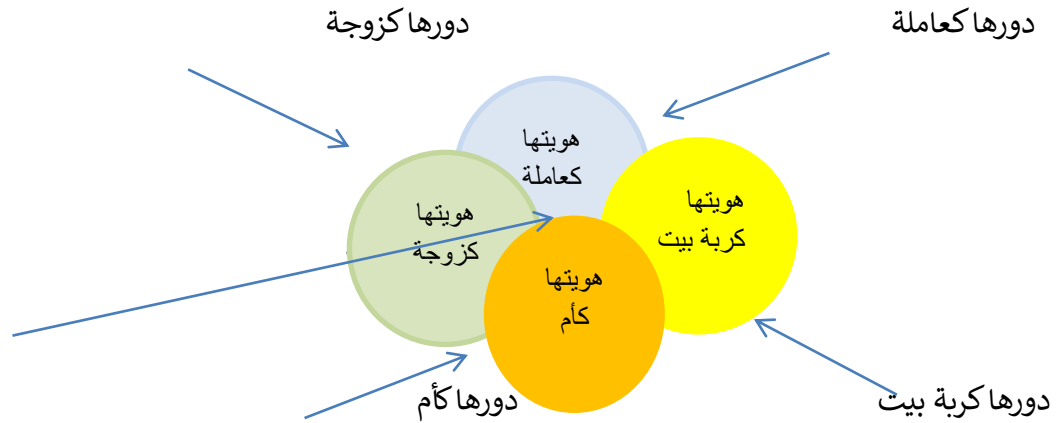 دورها كعاملة
دورها كزوجة
هويتها
كعاملة
هويتها
كربة بيت
هويتها
كزوجة
هويتها
كأم
دورها كربة بيت
دورها كأم